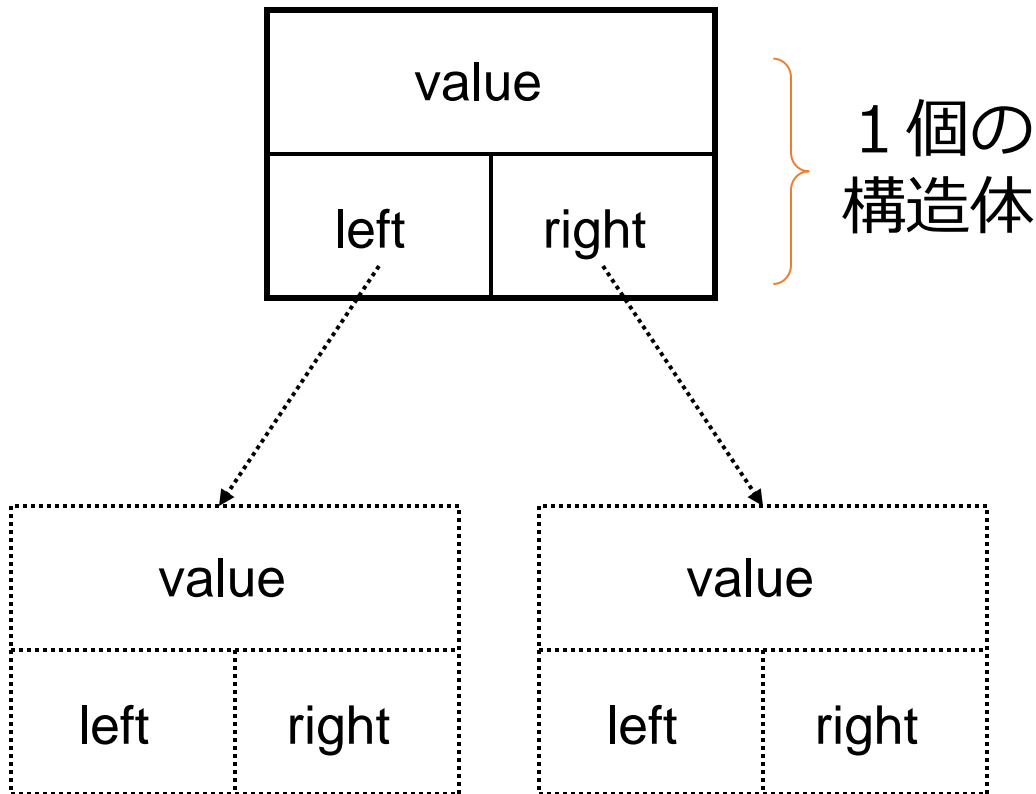 value
left right
１個の
構造体
value
left right
value
left right